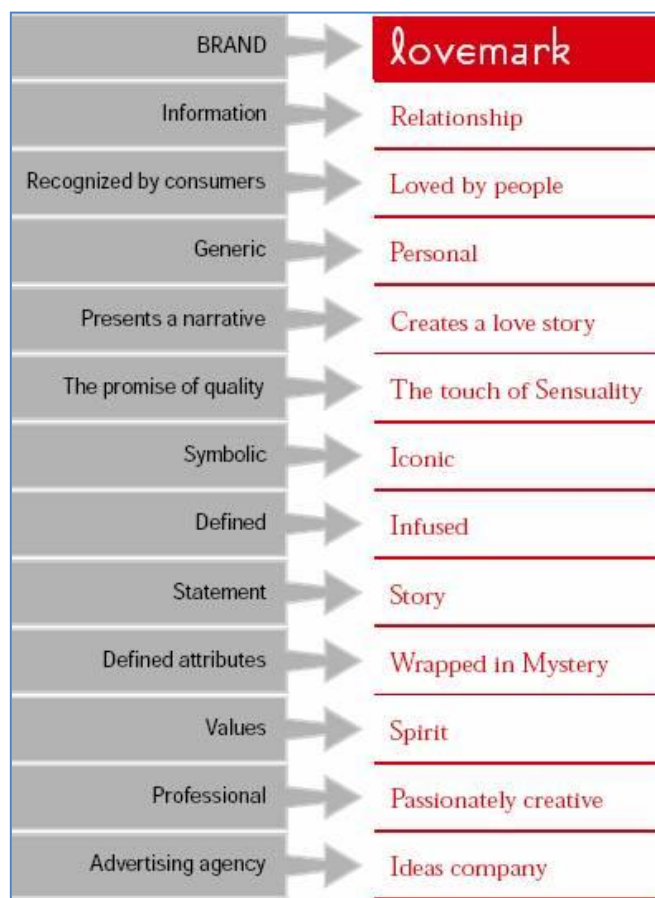 BRAND lovemark
Information Relationship
Recognized by consumers Loved by people
Generic Personal
Presents a narrative Creates a love story
The promise of quality The touch of Sensuality
Symbolic Iconic
Defined Infused
Statement Story
Defined attributes Wrapped in Mystery
Values Spirit
Professional Passionately creative
Advertising agency Ideas company